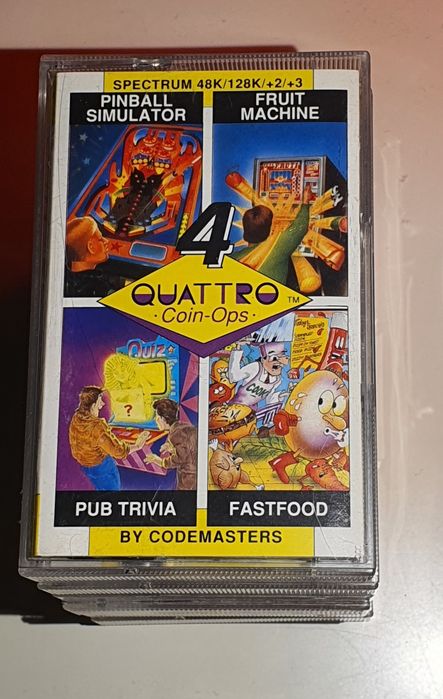 SPECTRUM 48K/128K/+2/+3
PINBALL
SIMULATOR
FRUIT
MACHINE
4
QUATTRO TM
·Coin-Ops·
QUIZ
?
COOK
PUB TRIVIA
FASTFOOD
BY CODEMASTERS